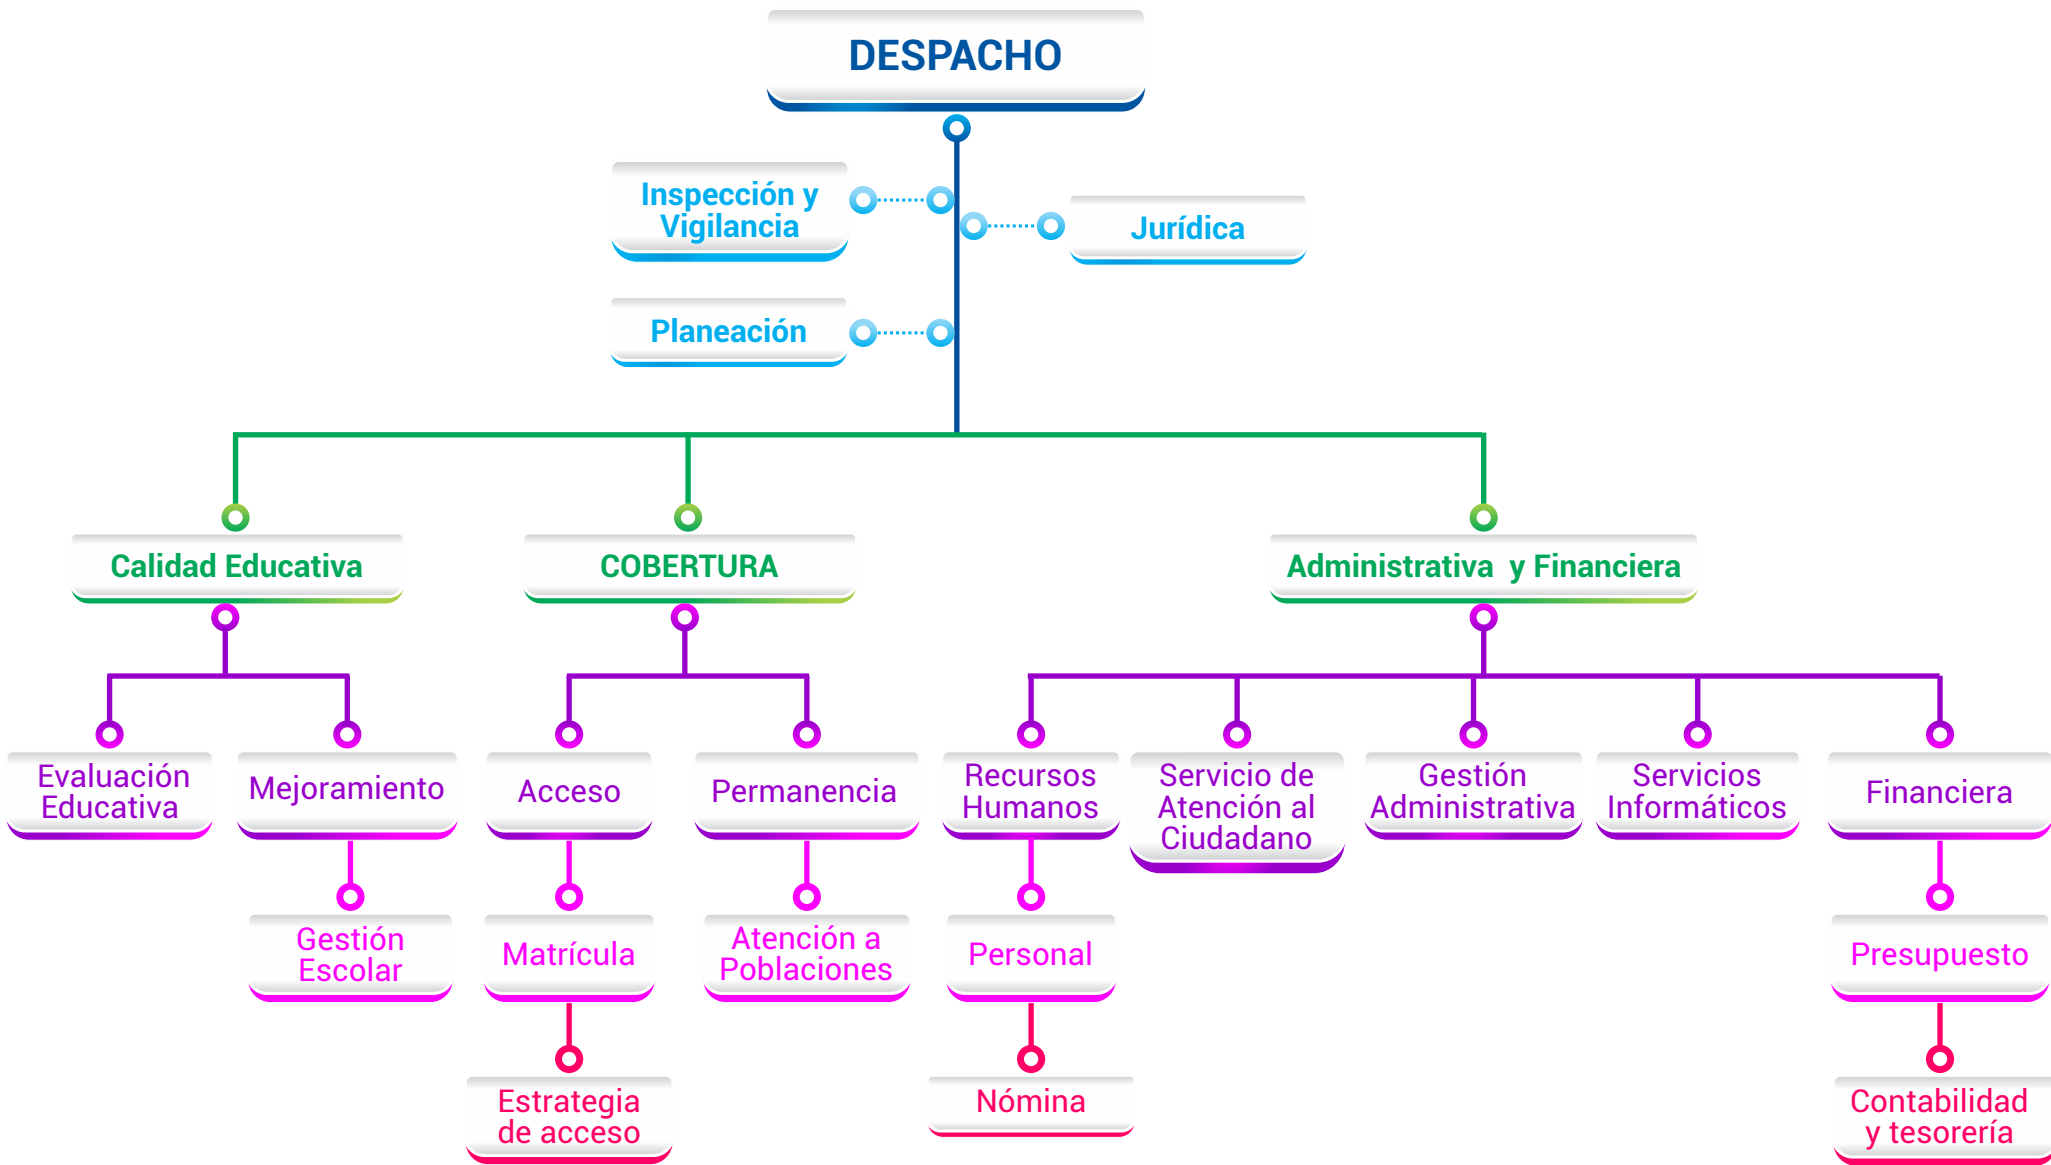 DESPACHO
Inspección y
Vigilancia
Jurídica
Planeación
Calidad Educativa
COBERTURA
Administrativa y Financiera
Evaluación
Educativa
Mejoramiento
Acceso
Permanencia
Recursos
Humanos
Servicio de
Atención al
Ciudadano
Gestión
Administrativa
Servicios
Informáticos
Financiera
Gestión
Escolar
Matrícula
Atención a
Poblaciones
Personal
Presupuesto
Estrategia
de acceso
Nómina
Contabilidad
y tesorería